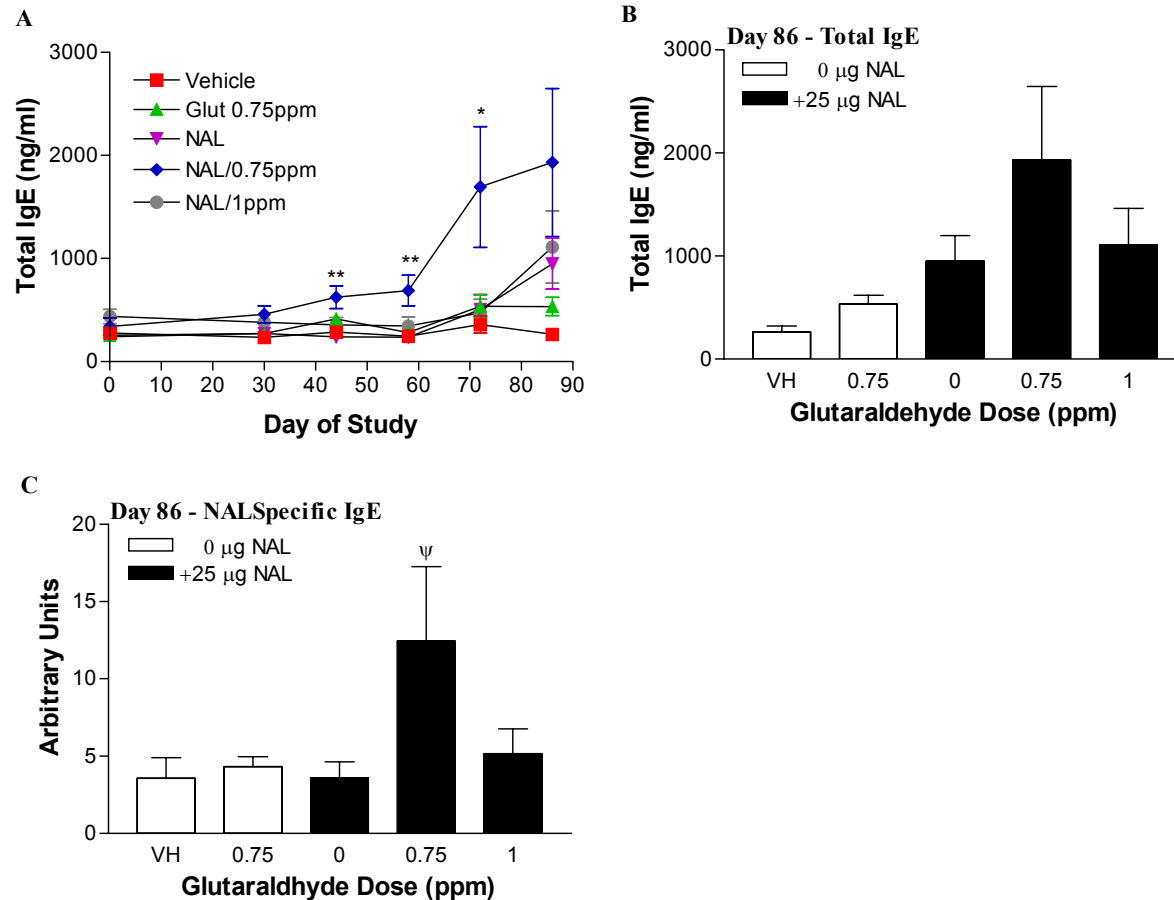 A
Total IgE (ng/ml)
3000
2000
1000
0
Vehicle
Glut 0.75ppm
NAL
NAL/0.75ppm
NAL/1ppm
**
**
*
0 10 20 30 40 50 60 70 80 90
Day of Study
B
Day 86 - Total IgE
0 μg NAL
+25 μg NAL
Total IgE (ng/ml)
3000
2000
1000
0
VH 0.75 0 0.75 1
Glutaraldehyde Dose (ppm)
C
Day 86 - NALSpecific IgE
0 μg NAL
+25 μg NAL
ψ
Arbitrary Units
20
15
10
5
0
VH 0.75 0 0.75 1
Glutaraldhyde Dose (ppm)